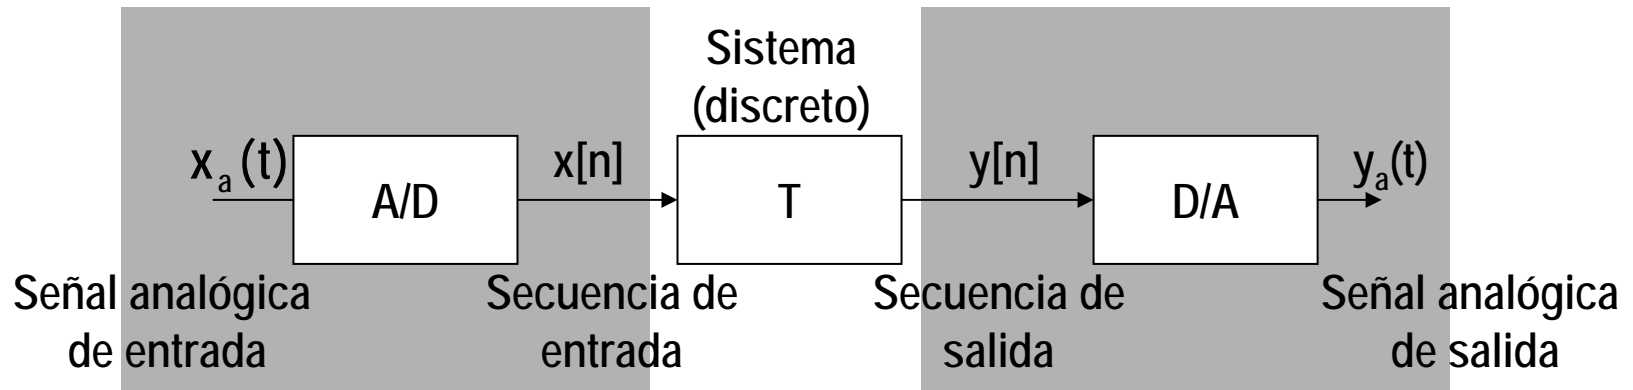 Sistema
(discreto)
xₐ(t)
A/D
x[n]
T
y[n]
D/A
yₐ(t)
Señal analógica
de entrada
Secuencia de
entrada
Secuencia de
salida
Señal analógica
de salida